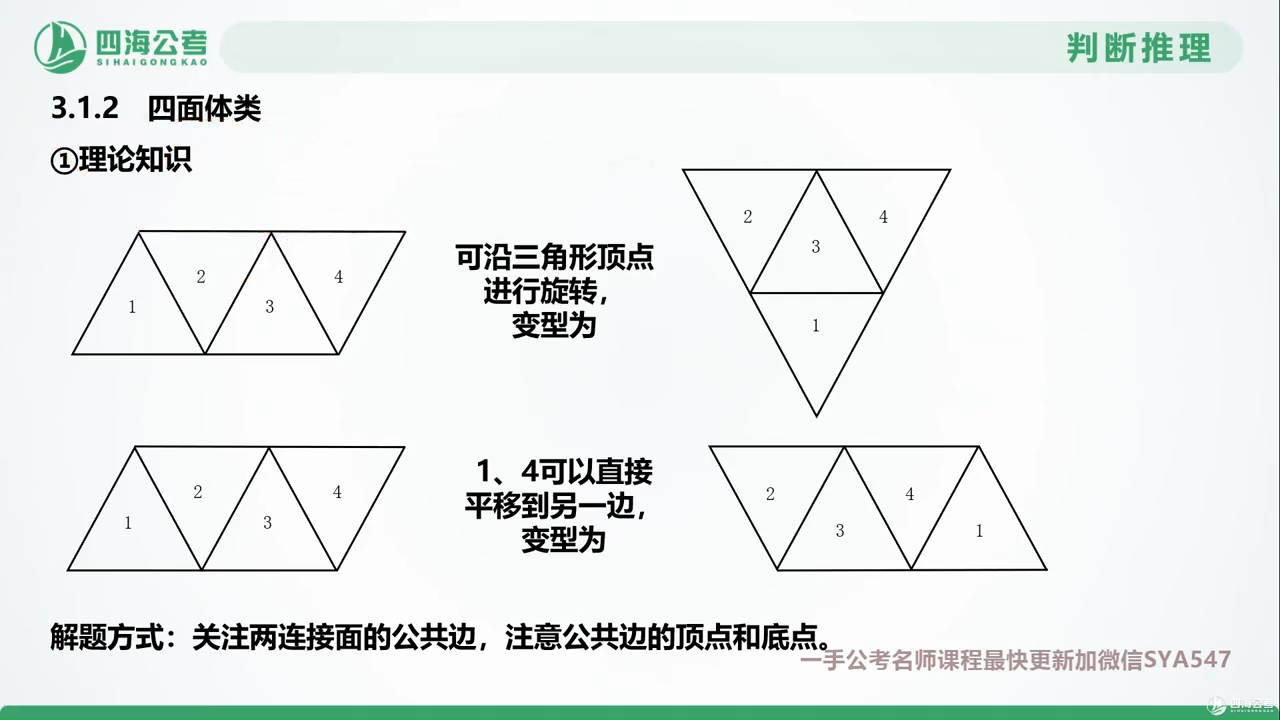 四海公考
SIHAIGONGKAO
判断推理
3.1.2 四面体类
①理论知识
2
4
3
1
2
4
1
3
可沿三角形顶点
进行旋转，
变型为
2
4
1
3
1、4可以直接
平移到另一边，
变型为
2
4
3
1
解题方式：关注两连接面的公共边，注意公共边的顶点和底点。
一手公考名师课程最快更新加微信SYA547
四海公考